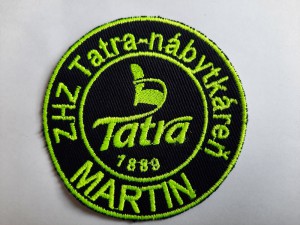 ZHZ Tatra-nábytkáreň
Tatra
1889
MARTIN